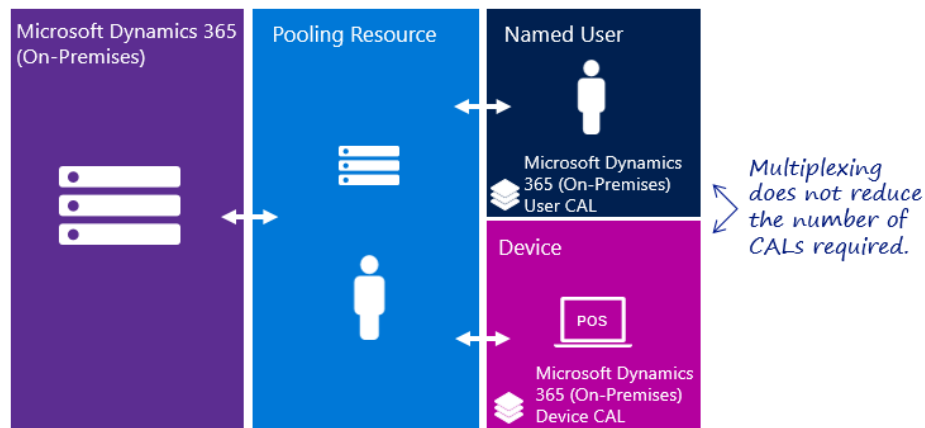 Microsoft Dynamics 365
(On-Premises)
Pooling Resource
Named User
Microsoft Dynamics
365 (On-Premises)
User CAL
Device
POS
Microsoft Dynamics
365 (On-Premises)
Device CAL
Multiplexing
does not reduce
the number of
CALs required.